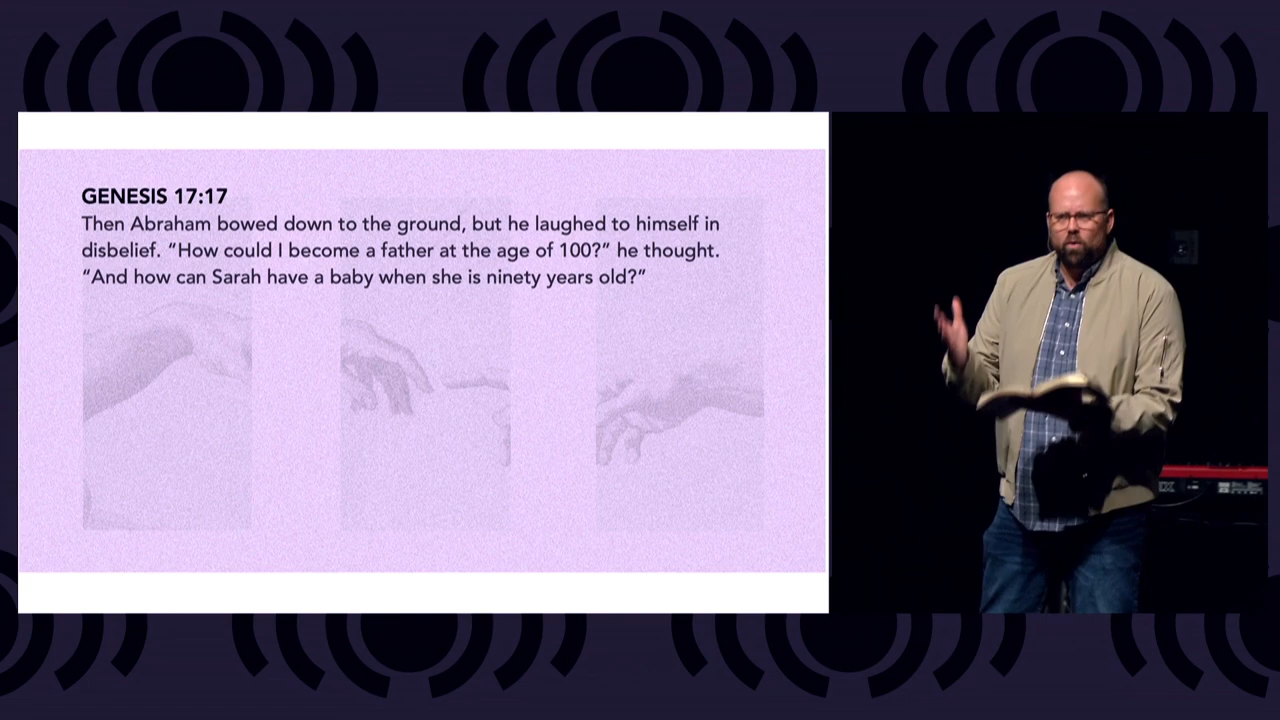 GENESIS 17:17
Then Abraham bowed down to the ground, but he laughed to himself in
disbelief. “How could I become a father at the age of 100?” he thought.
“And how can Sarah have a baby when she is ninety years old?”